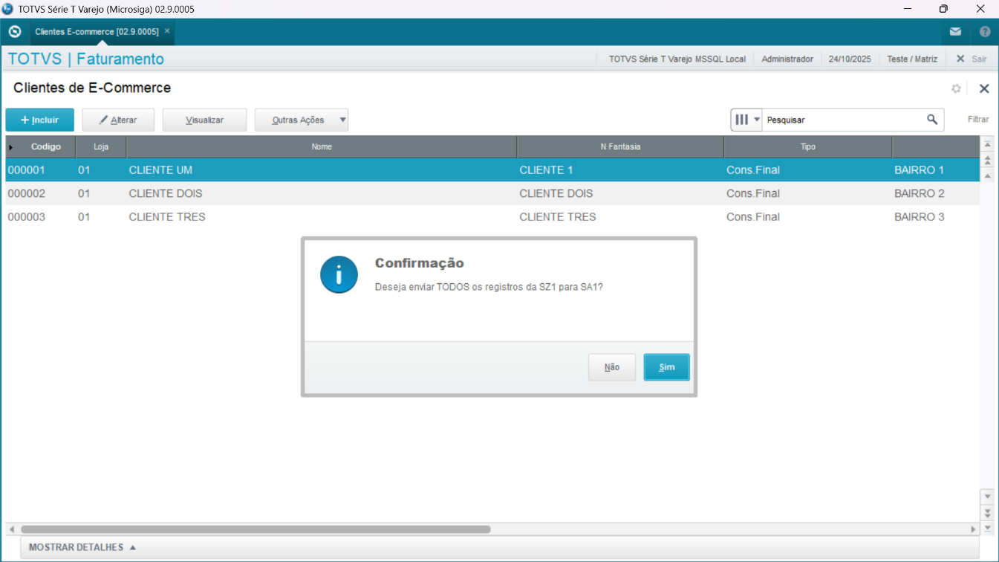 TOTVS Série T Varejo (Microsiga) 02.9.0005
Clientes E-commerce [02.9.0005] ×
TOTVS | Faturamento
TOTVS Série T Varejo MSSQL Local
Administrador
24/10/2025
Teste / Matriz
Sair
Clientes de E-Commerce
+ Incluir
Alterar
Visualizar
Outras Ações
Pesquisar
Filtrar
Codigo Loja Nome N Fantasia Tipo
000001 01 CLIENTE UM CLIENTE 1 Cons.Final BAIRRO 1
000002 01 CLIENTE DOIS CLIENTE DOIS Cons.Final BAIRRO 2
000003 01 CLIENTE TRES CLIENTE TRES Cons.Final BAIRRO 3
Confirmação
Deseja enviar TODOS os registros da SZ1 para SA1?
Não
Sim
MOSTRAR DETALHES